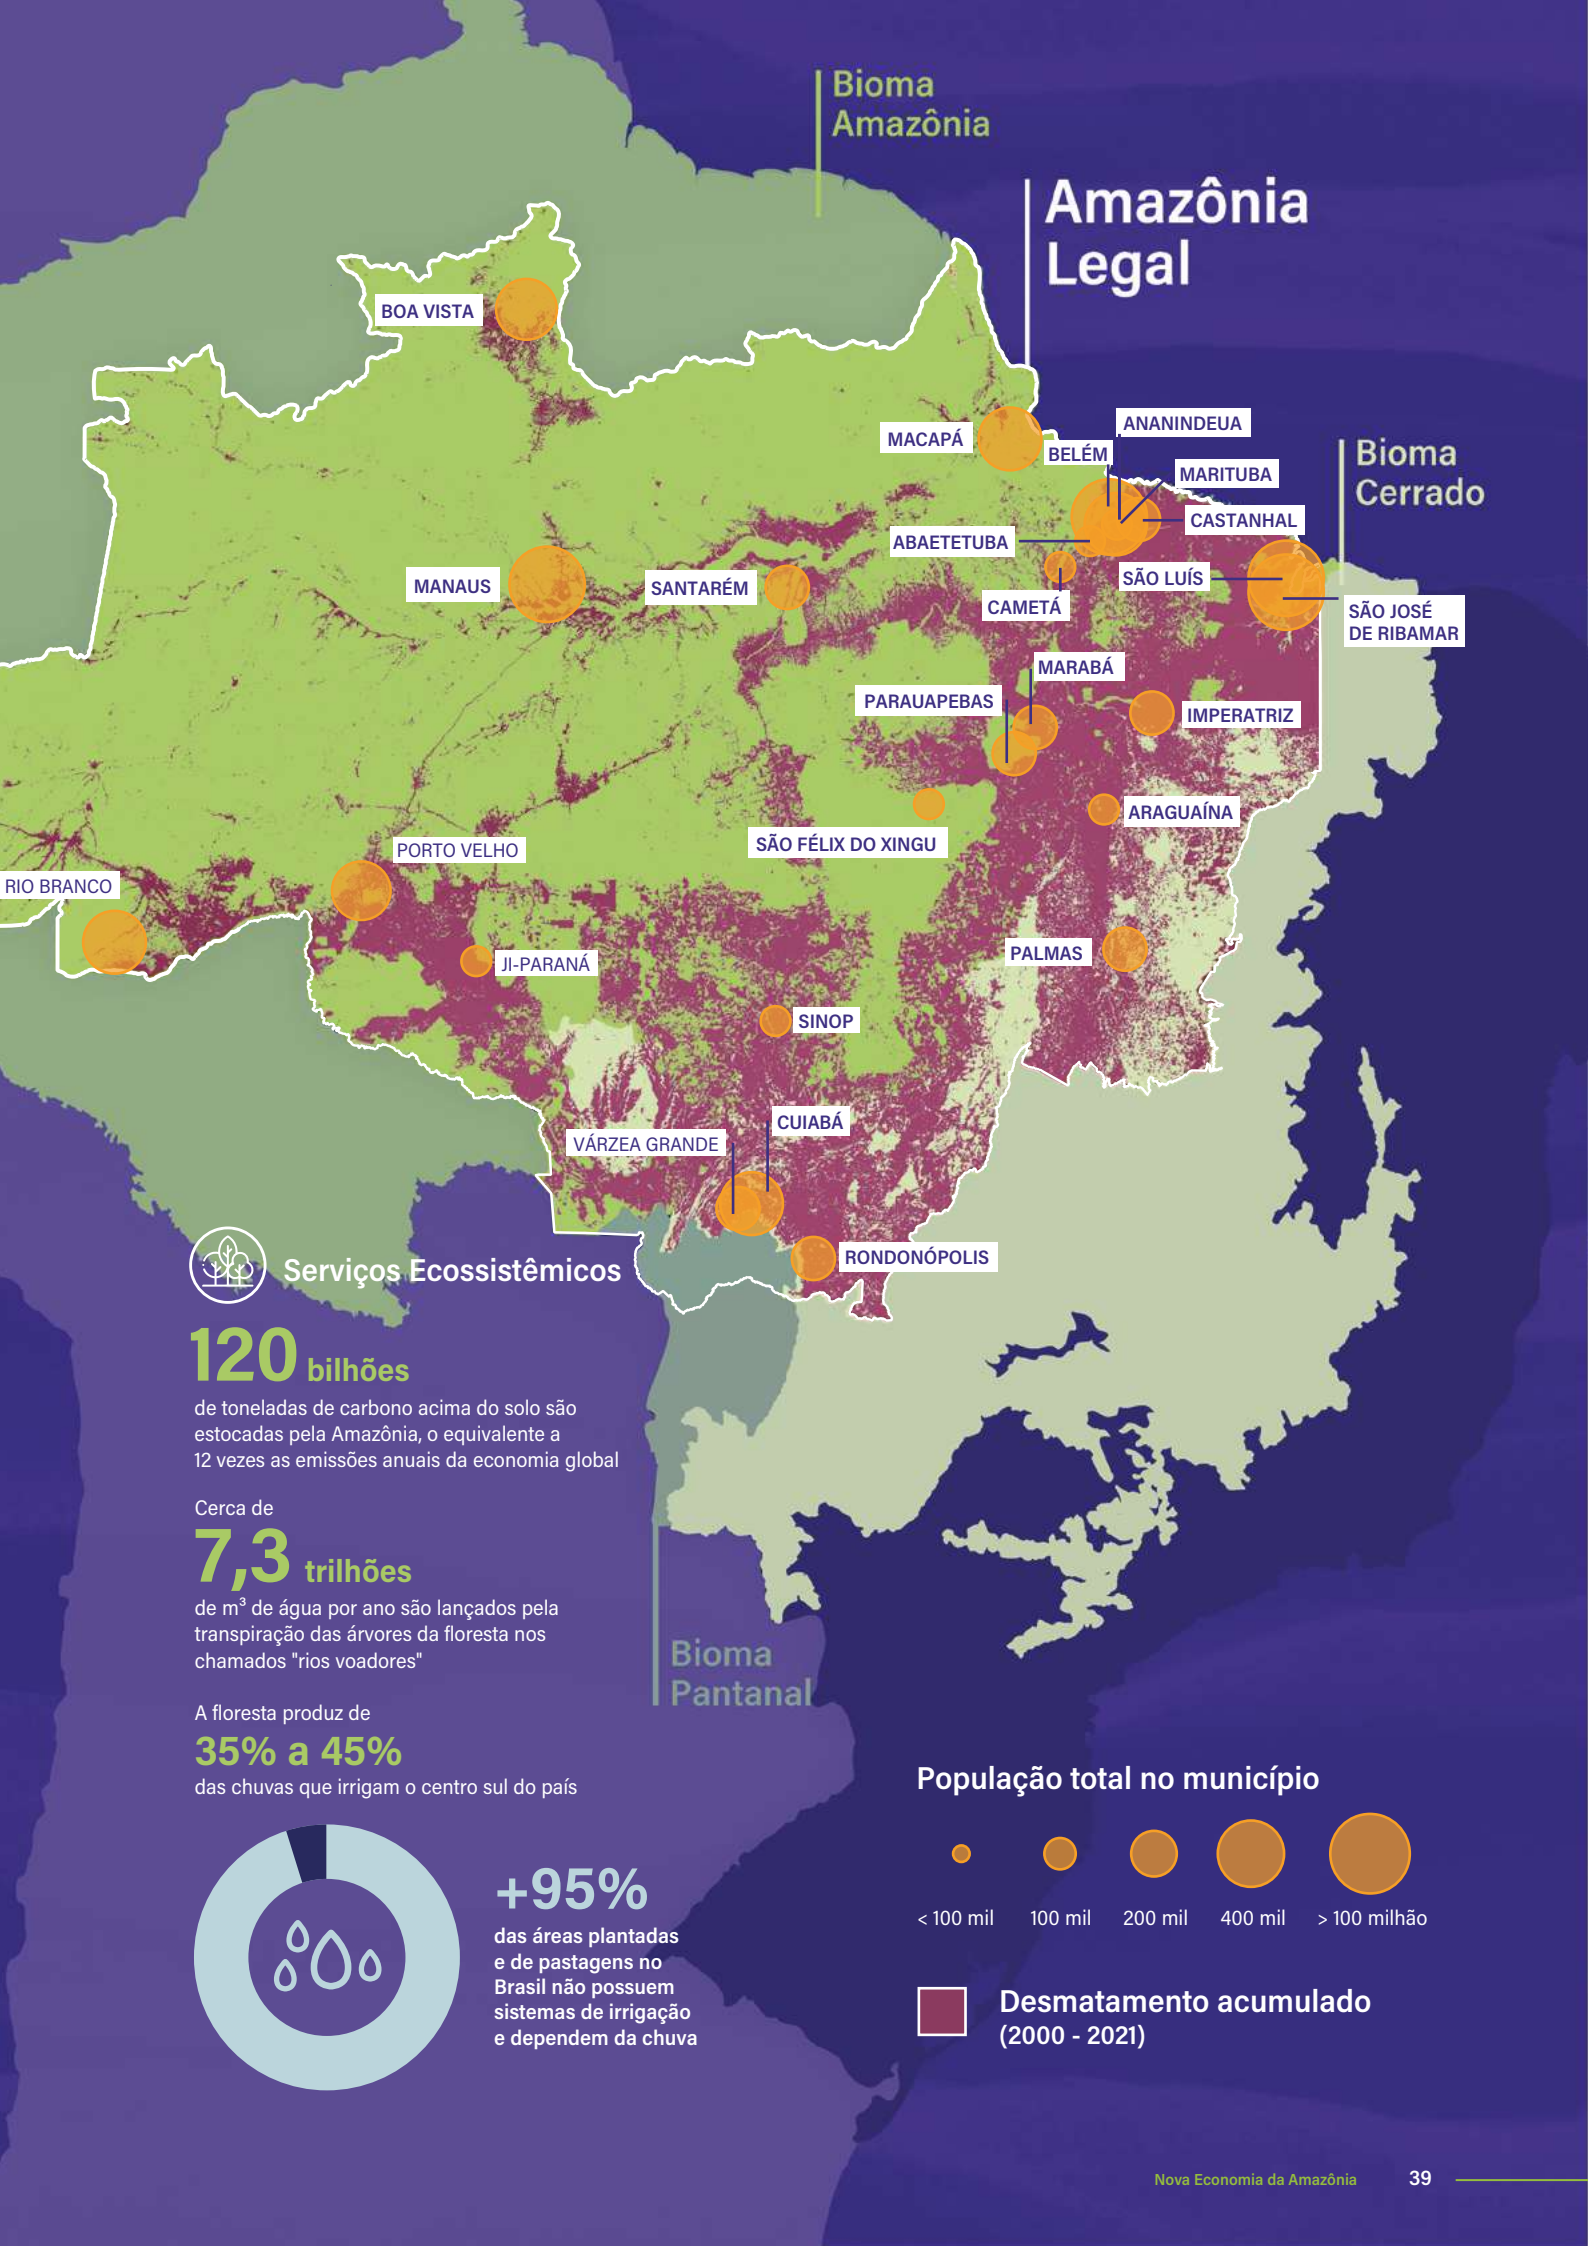 Bioma
Amazônia
Amazônia
Legal
BOA VISTA
ANANINDEUA
MACAPÁ
BELÉM
Bioma
Cerrado
MARITUBA
CASTANHAL
ABAETETUBA
SÃO LUÍS
MANAUS
SANTARÉM
CAMETÁ
SÃO JOSÉ
DE RIBAMAR
MARABÁ
PARAUAPEBAS
IMPERATRIZ
ARAGUAÍNA
SÃO FÉLIX DO XINGU
PORTO VELHO
RIO BRANCO
PALMAS
JI-PARANÁ
SINOP
CUIABÁ
VÁRZEA GRANDE
RONDONÓPOLIS
Serviços Ecossistêmicos
120 bilhões
de toneladas de carbono acima do solo são
estocadas pela Amazônia, o equivalente a
12 vezes as emissões anuais da economia global
Cerca de
7,3 trilhões
de m³ de água por ano são lançados pela
transpiração das árvores da floresta nos
chamados "rios voadores"
Bioma
Pantanal
A floresta produz de
35% a 45%
das chuvas que irrigam o centro sul do país
+95%
das áreas plantadas
e de pastagens no
Brasil não possuem
sistemas de irrigação
e dependem da chuva
População total no município
< 100 mil 100 mil 200 mil 400 mil > 100 milhão
Desmatamento acumulado
(2000 - 2021)
Nova Economia da Amazônia 39